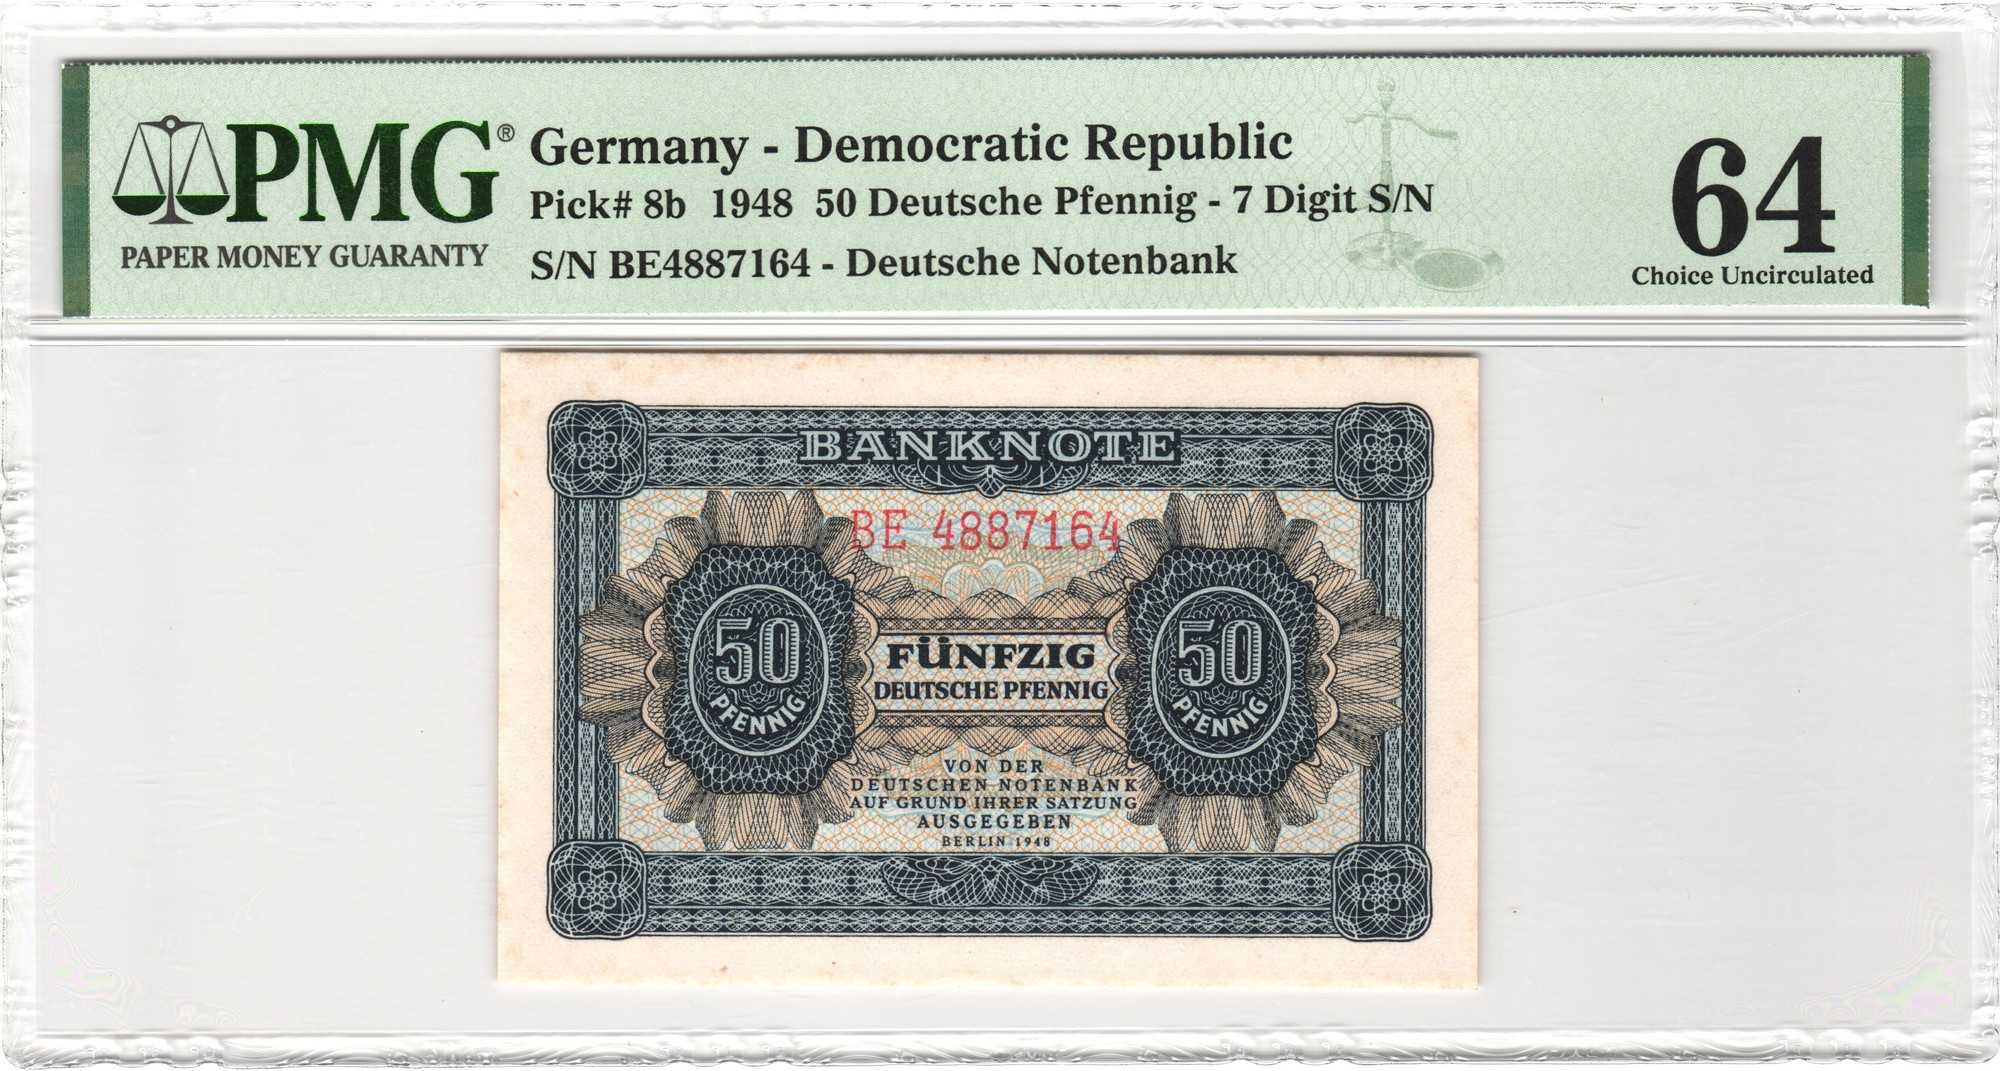 PMG®
PAPER MONEY GUARANTY
Germany - Democratic Republic
Pick# 8b 1948 50 Deutsche Pfennig - 7 Digit S/N
S/N BE4887164 - Deutsche Notenbank
64
Choice Uncirculated
BANKNOTE
BE 4887164
50
PFENNIG
FÜNFZIG
DEUTSCHE PFENNIG
50
PFENNIG
VON DER
DEUTSCHEN NOTENBANK
AUF GRUND IHRER SATZUNG
AUSGEGEBEN
BERLIN 1948